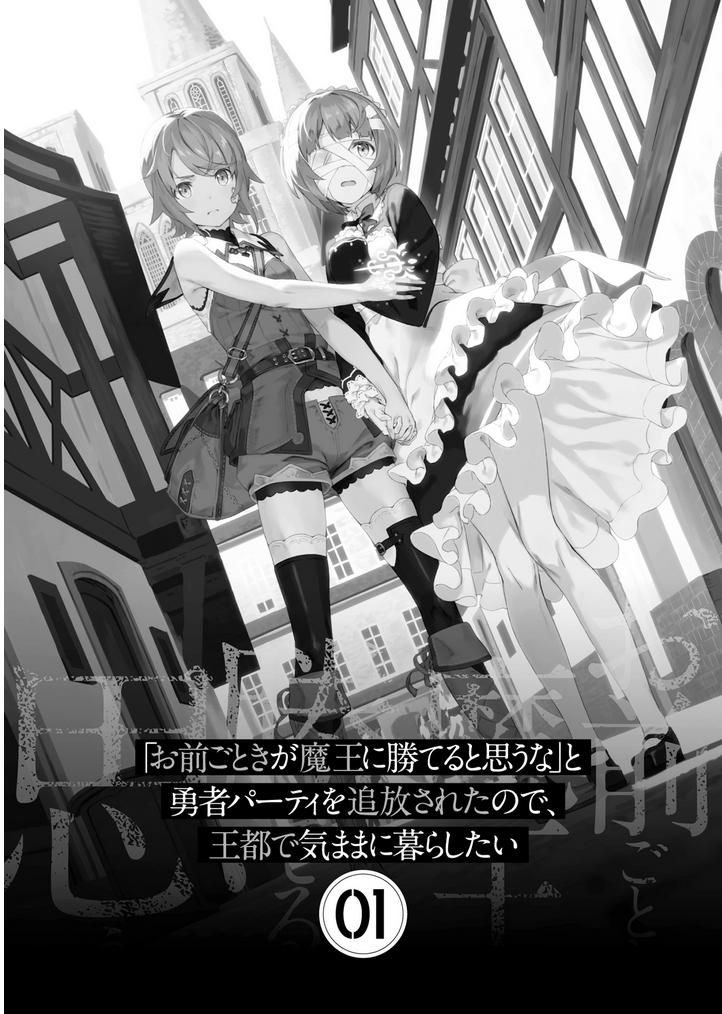 「お前ごときが魔王に勝てると思うな」と
勇者パーティを追放されたので、
王都で気ままに暮らしたい
01